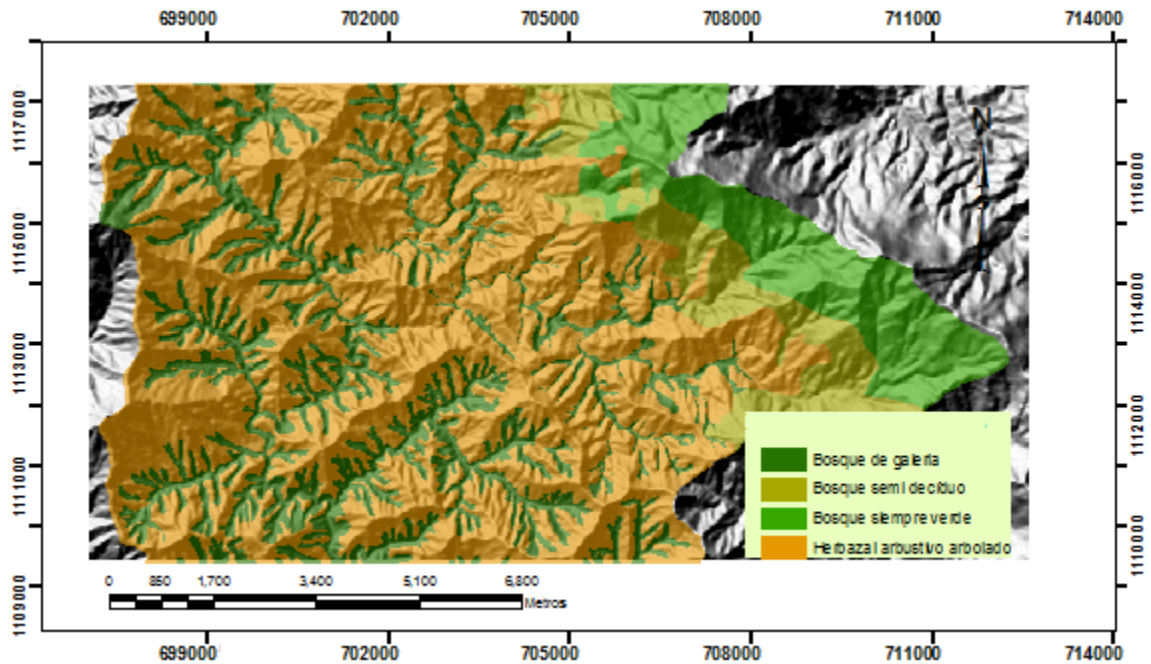 699000 702000 705000 708000 711000 714000
1117000
1116000
1115000
1114000
1113000
1112000
1111000
1110000
1109000
N
Bosque de galería
Bosque semi decíduo
Bosque siempre verde
Herbazal arbustivo arbolado
0 850 1,700 3,400 5,100 6,800
Metros
699000 702000 705000 708000 711000 714000